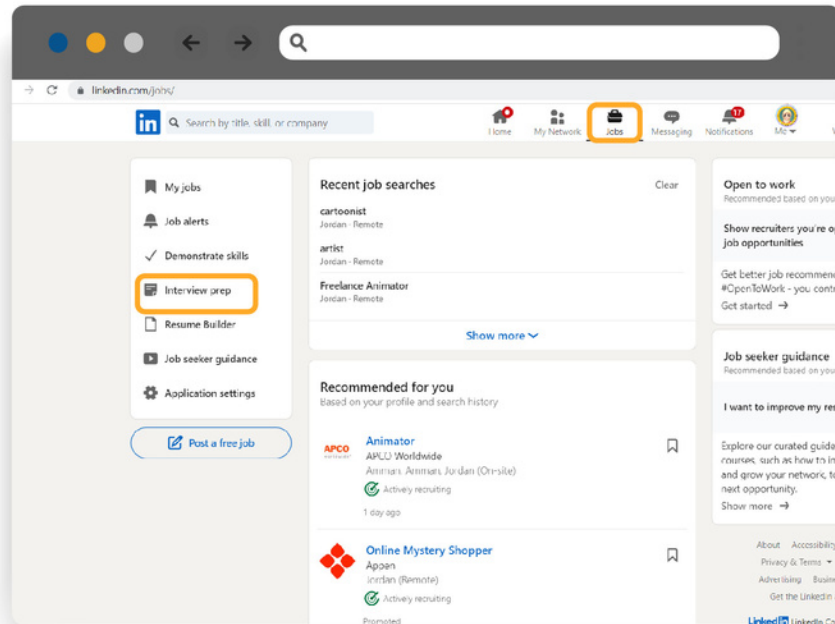 linkedin.com/jobs/
in
Search by title, skill, or company
Home
My Network
Jobs
Messaging
17
Notifications
Me
My jobs
Job alerts
Demonstrate skills
Interview prep
Resume Builder
Job seeker guidance
Application settings
Post a free job
Recent job searches
Clear
cartoonist
Jordan - Remote
artist
Jordan - Remote
Freelance Animator
Jordan - Remote
Show more
Recommended for you
Based on your profile and search history
APCO
Animator
APCO Worldwide
Amman, Amman, Jordan (On-site)
Actively recruiting
1 day ago
Online Mystery Shopper
Appen
Jordan (Remote)
Actively recruiting
Promoted
Open to work
Recommended based on you
Show recruiters you're
job opportunities
Get better job
#OpenToWork - you
Get started
Job seeker guidance
Recommended based on you
I want to improve my
Explore our curated
courses, such as how to
and grow your network,
next opportunity.
Show more
About Accessibility
Privacy & Terms
Advertising
Get the LinkedIn
Linkedin LinkedIn